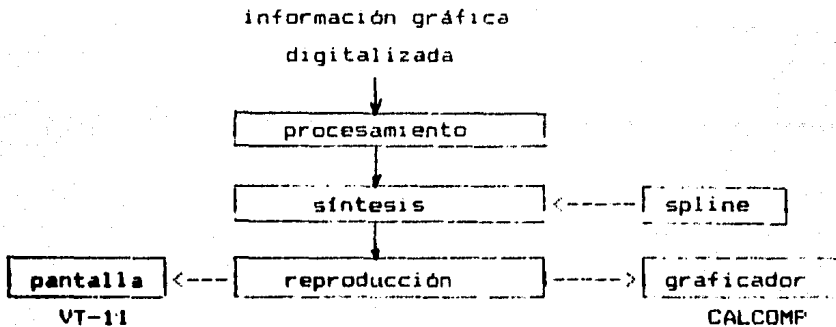 información gráfica
digitalizada
procesamiento
síntesis
spline
pantalla
reproducción
graficador
VT-11
CALCOMP